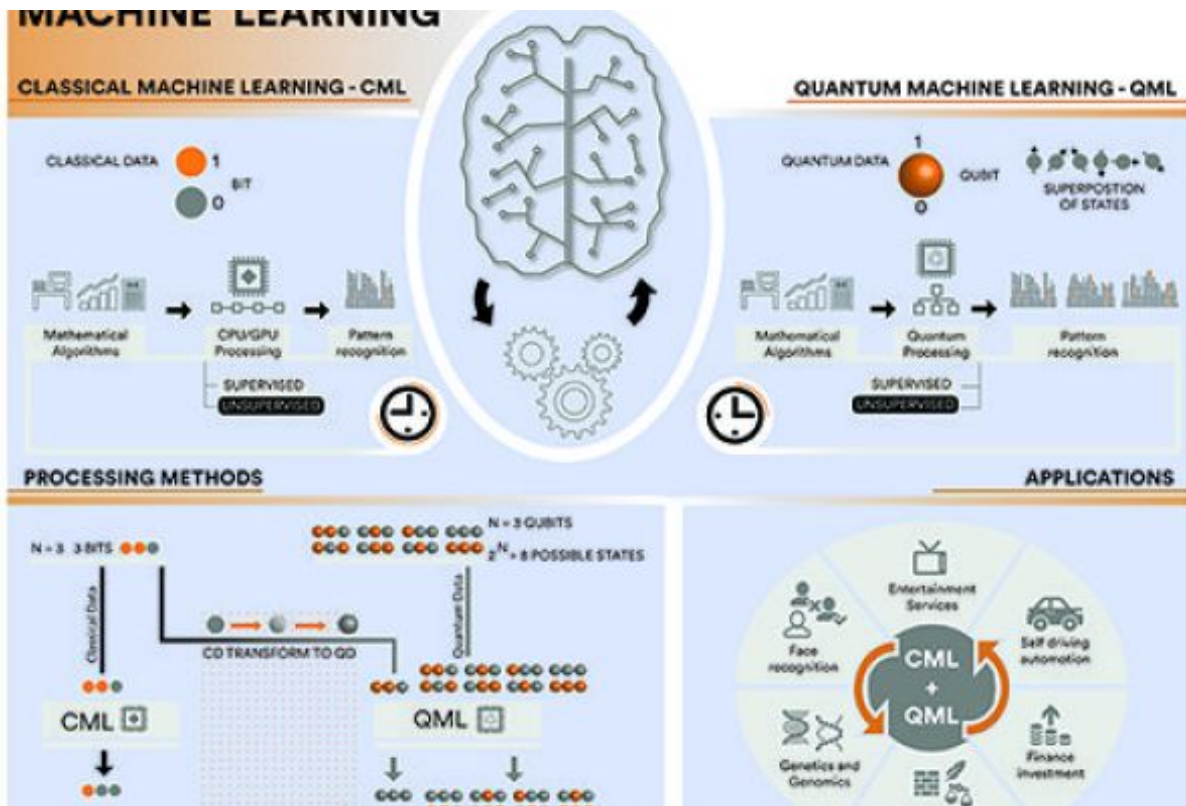 MACHINE LEARNING
CLASSICAL MACHINE LEARNING - CML
CLASSICAL DATA
1
BIT
0
Mathematical
Algorithms
CPU/GPU
Processing
Pattern
recognition
SUPERVISED
UNSUPERVISED
QUANTUM MACHINE LEARNING - QML
QUANTUM DATA
1
QUBIT
0
SUPERPOSTION
OF STATES
Mathematical
Algorithms
Quantum
Processing
Pattern
recognition
SUPERVISED
UNSUPERVISED
PROCESSING METHODS
N = 3 3 BITS
N = 3 QUBITS
2^N = 8 POSSIBLE STATES
Classical Data
Quantum Data
CD TRANSFORM TO QD
CML
QML
APPLICATIONS
Entertainment
Services
Face
recognition
Self driving
automation
CML
+
QML
Genetics and
Genomics
Finance
investment